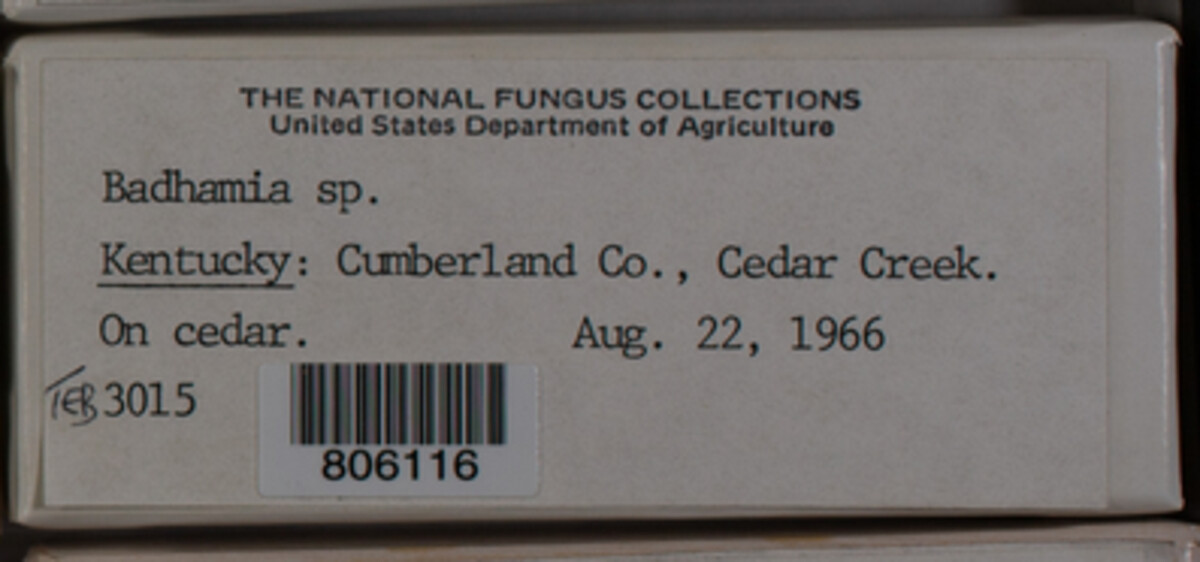 THE NATIONAL FUNGUS COLLECTIONS
United States Department of Agriculture
Badhamia sp.
Kentucky: Cumberland Co., Cedar Creek.
On cedar. Aug. 22, 1966
TEB 3015
806116